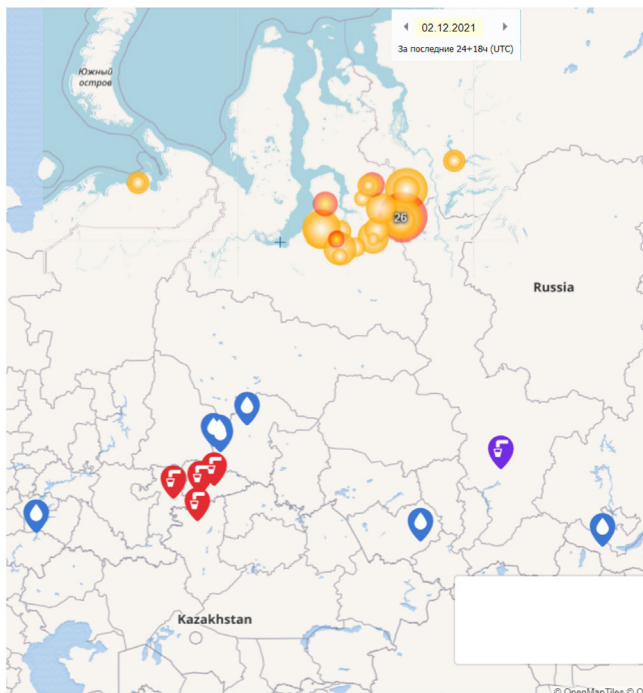 02.12.2021
За последние 24+18ч (UTC)
Южный
остров
26
Russia
Kazakhstan
© OpenMapTiles ©